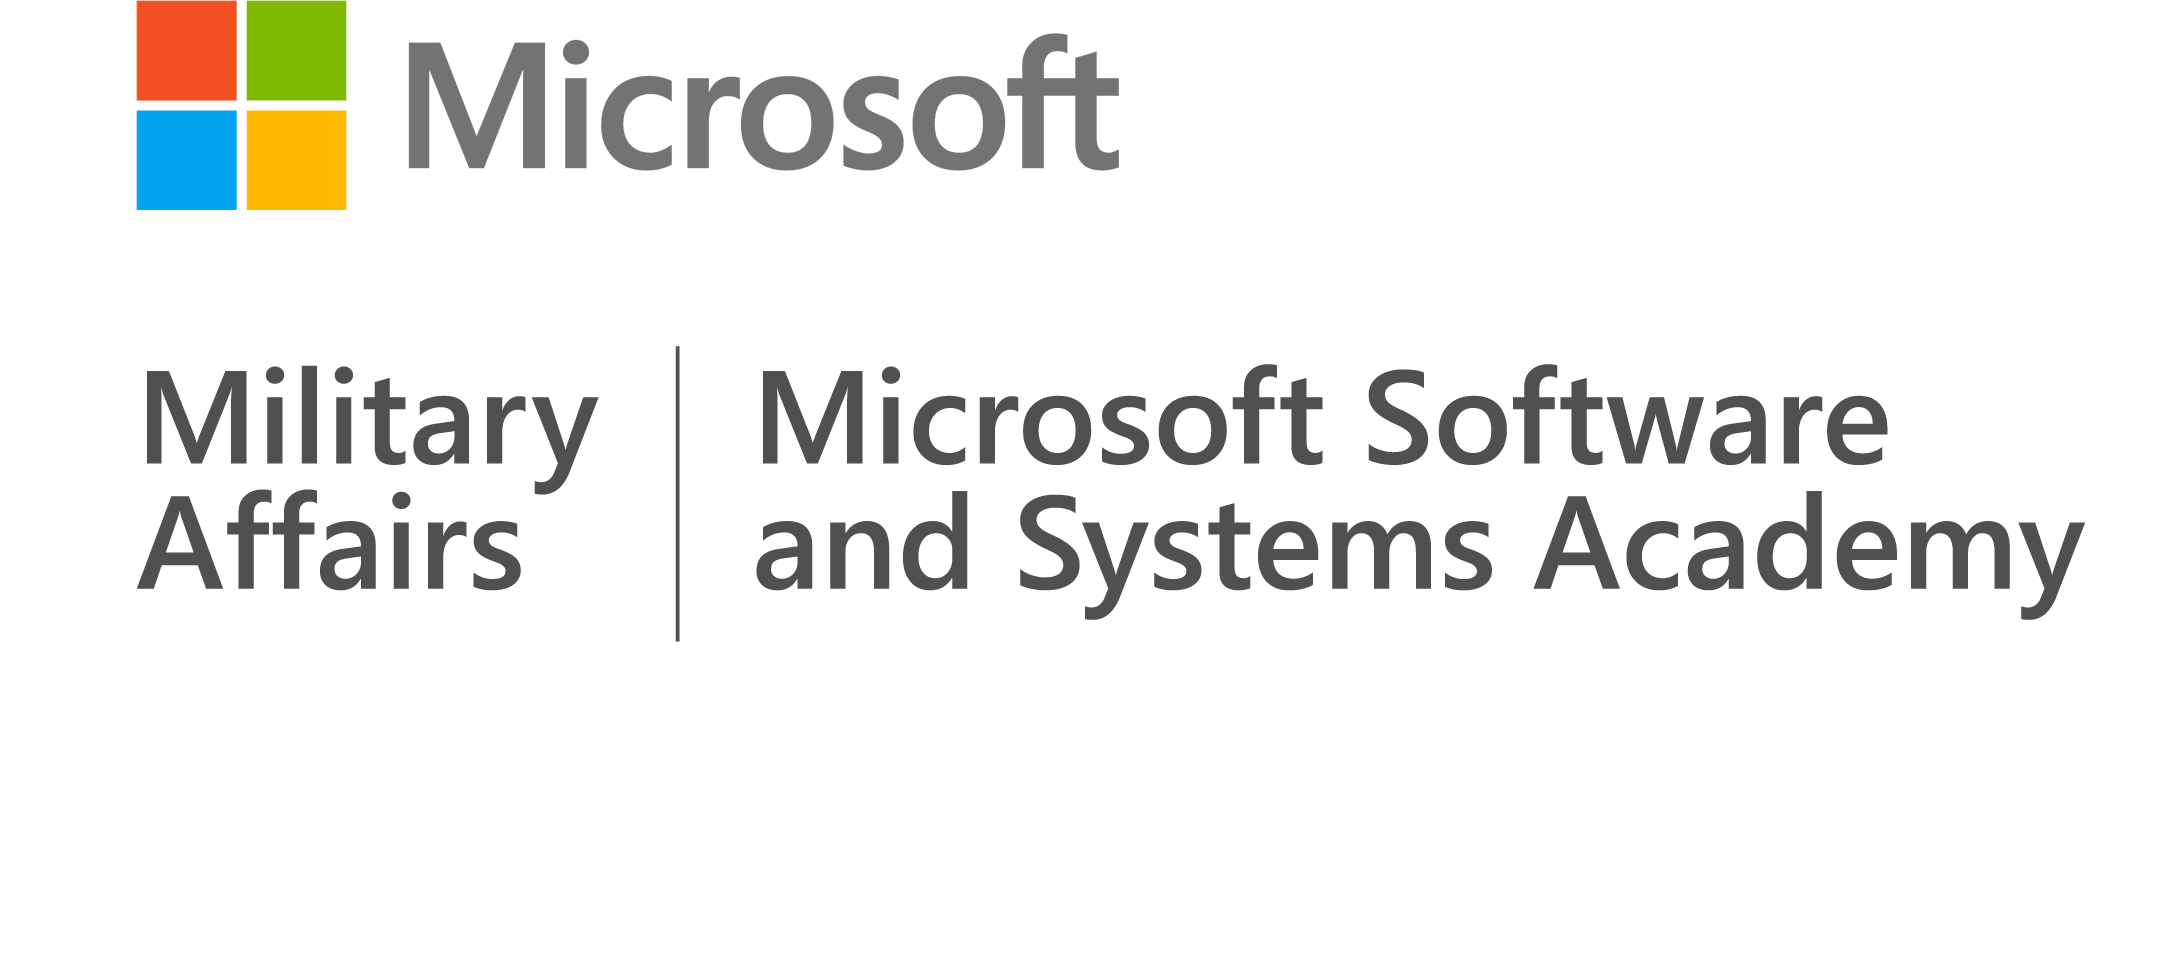 Microsoft
Military
Affairs
Microsoft Software
and Systems Academy